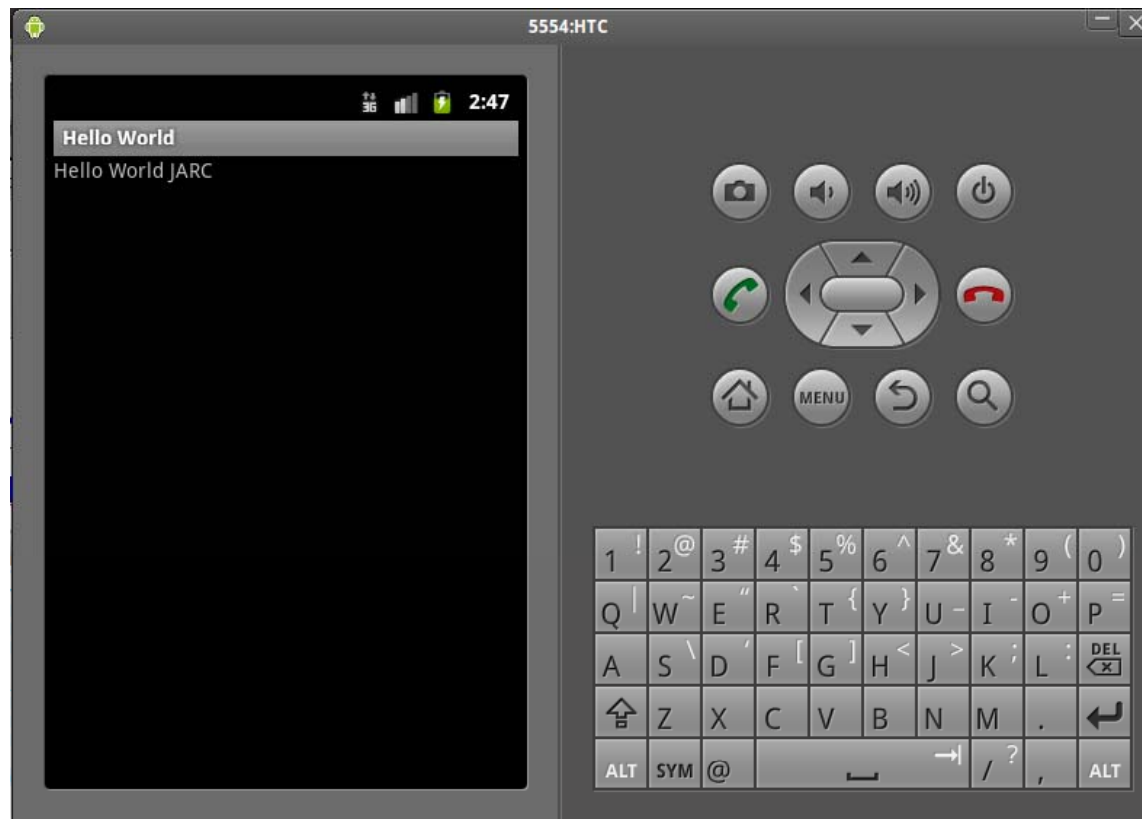 5554:HTC
3G 2:47
Hello World
Hello World JARC
MENU
1 ! 2 @ 3 # 4 $ 5 % 6 ^ 7 & 8 * 9 ( 0 )
Q | W ~ E " R ` T { Y } U _ I - O + P =
A S \ D ' F [ G ] H < J > K ; L : DEL
Z X C V B N M .
ALT SYM @ / ? , ALT